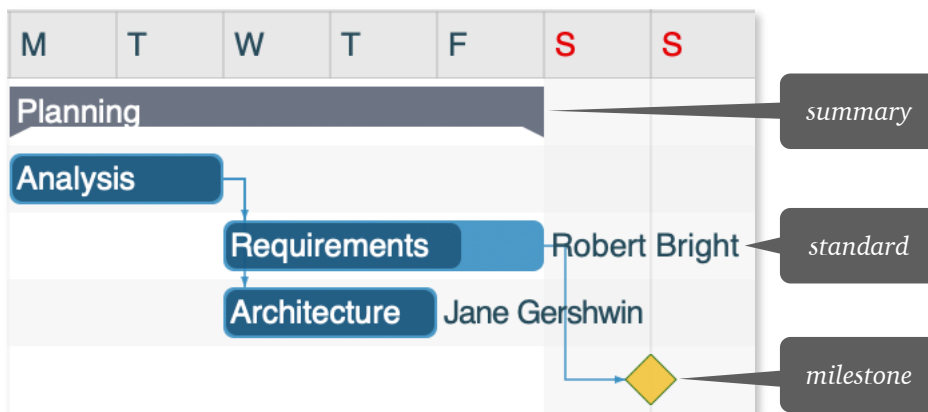 M T W T F S S
Planning
summary
Analysis
Requirements Robert Bright
standard
Architecture Jane Gershwin
milestone